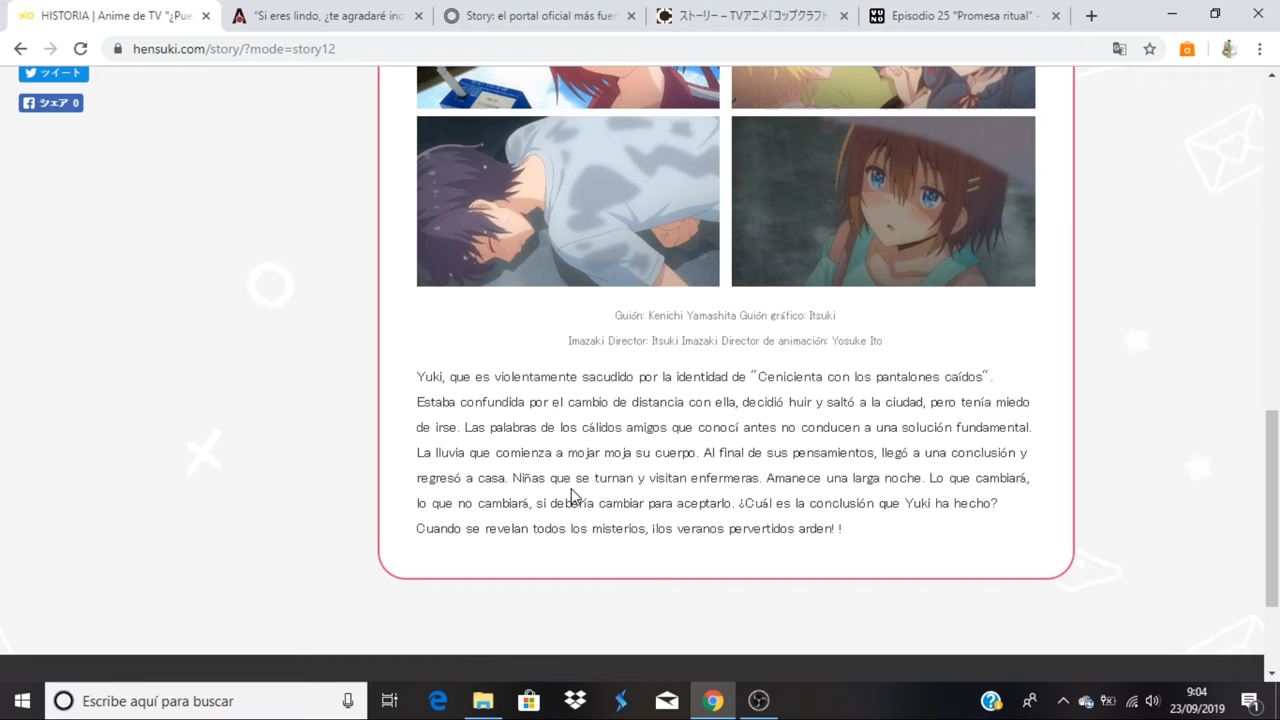 HISTORIA | Anime de TV "¿Pue
"Si eres lindo, ¿te agradaré inc
Story: el portal oficial más fuer
ストーリー – TVアニメ『コップクラフト
Episodio 25 "Promesa ritual" -
hensuki.com/story/?mode=story12
ツイート
シェア 0
Guión: Kenichi Yamashita Guión gráfico: Itsuki
Imazaki Director: Itsuki Imazaki Director de animación: Yosuke Ito
Yuki, que es violentamente sacudido por la identidad de "Cenicienta con los pantalones caídos" .
Estaba confundida por el cambio de distancia con ella, decidió huir y saltó a la ciudad, pero tenía miedo
de irse. Las palabras de los cálidos amigos que conocí antes no conducen a una solución fundamental.
La lluvia que comienza a mojar moja su cuerpo. Al final de sus pensamientos, llegó a una conclusión y
regresó a casa. Niñas que se turnan y visitan enfermeras. Amanece una larga noche. Lo que cambiará,
lo que no cambiará, si debería cambiar para aceptarlo. ¿Cuál es la conclusión que Yuki ha hecho?
Cuando se revelan todos los misterios, ¡los veranos pervertidos arden! !
Escribe aquí para buscar
9:04
23/09/2019